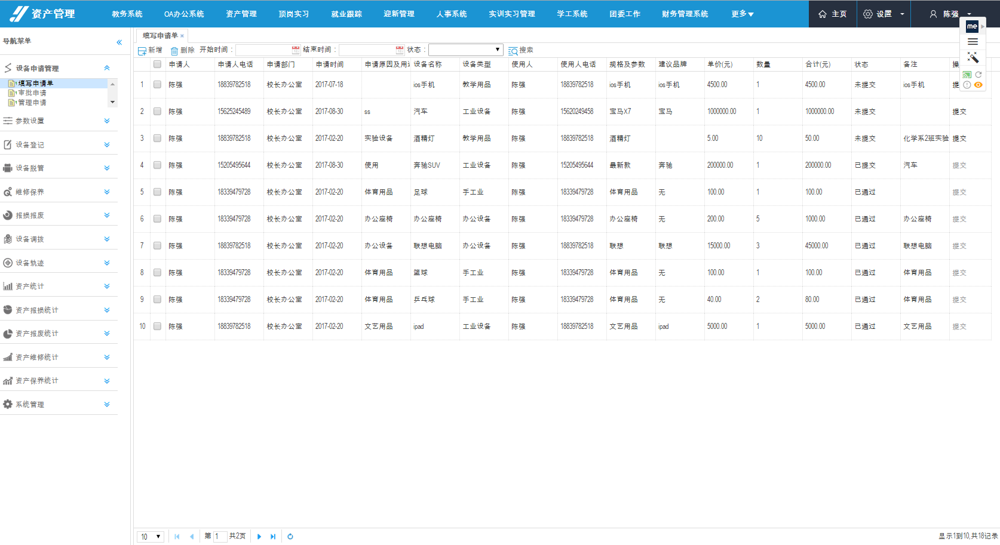 资产管理 教务系统 OA办公系统 资产管理 顶岗实习 就业跟踪 迎新管理 人事系统 实训实习管理 学工系统 团委工作 财务管理系统 更多 主页 设置 陈强
me
导航菜单
设备申请管理
填写申请单
审批申请
管理申请
参数设置
设备登记
设备脱管
维修保养
报损报废
设备调拨
设备轨迹
资产统计
资产报损统计
资产报废统计
资产维修统计
资产保养统计
系统管理
填写申请单
新增 删除 开始时间: 结束时间: 状态: 搜索
申请人 申请人电话 申请部门 申请时间 申请原因及用途 设备名称 设备类型 使用人 使用人电话 规格及参数 建议品牌 单价(元) 数量 合计(元) 状态 备注
1 陈强 18839782518 校长办公室 2017-07-18 ios手机 教学用品 陈强 18839782518 ios手机 ios手机 4500.00 1 4500.00 未提交 ios手机 提
2 陈强 15625245489 校长办公室 2017-08-30 ss 汽车 工业设备 陈强 15620249458 宝马X7 宝马 1000000.00 1 1000000.00 未提交 提交
3 陈强 18839782518 校长办公室 2017-02-20 实验设备 酒精灯 教学用品 陈强 18839782518 酒精灯 5.00 10 50.00 未提交 化学系2班实验 提交
4 陈强 15205495644 校长办公室 2017-08-30 使用 奔驰SUV 工业设备 陈强 15205495644 最新款 奔驰 200000.00 1 200000.00 已提交 汽车 提交
5 陈强 18339479728 校长办公室 2017-02-20 体育用品 足球 手工业 陈强 18339479728 体育用品 无 100.00 1 100.00 已通过 提交
6 陈强 18339479728 校长办公室 2017-02-20 办公座椅 办公座椅 办公设备 陈强 18339479728 办公座椅 无 200.00 5 1000.00 已通过 办公座椅 提交
7 陈强 18839782518 校长办公室 2017-02-20 办公设备 联想电脑 办公设备 陈强 18839782518 联想 联想 15000.00 3 45000.00 已通过 联想电脑 提交
8 陈强 18339479728 校长办公室 2017-02-20 体育用品 篮球 手工业 陈强 18339479728 体育用品 无 100.00 1 100.00 已通过 体育用品 提交
9 陈强 18339479728 校长办公室 2017-02-20 体育用品 乒乓球 手工业 陈强 18339479728 体育用品 无 40.00 2 80.00 已通过 体育用品 提交
10 陈强 18839782518 校长办公室 2017-02-20 文艺用品 ipad 工业设备 陈强 18839782518 文艺用品 ipad 5000.00 1 5000.00 已通过 文艺用品 提交
10 第 1 共2页 显示1到10,共18记录